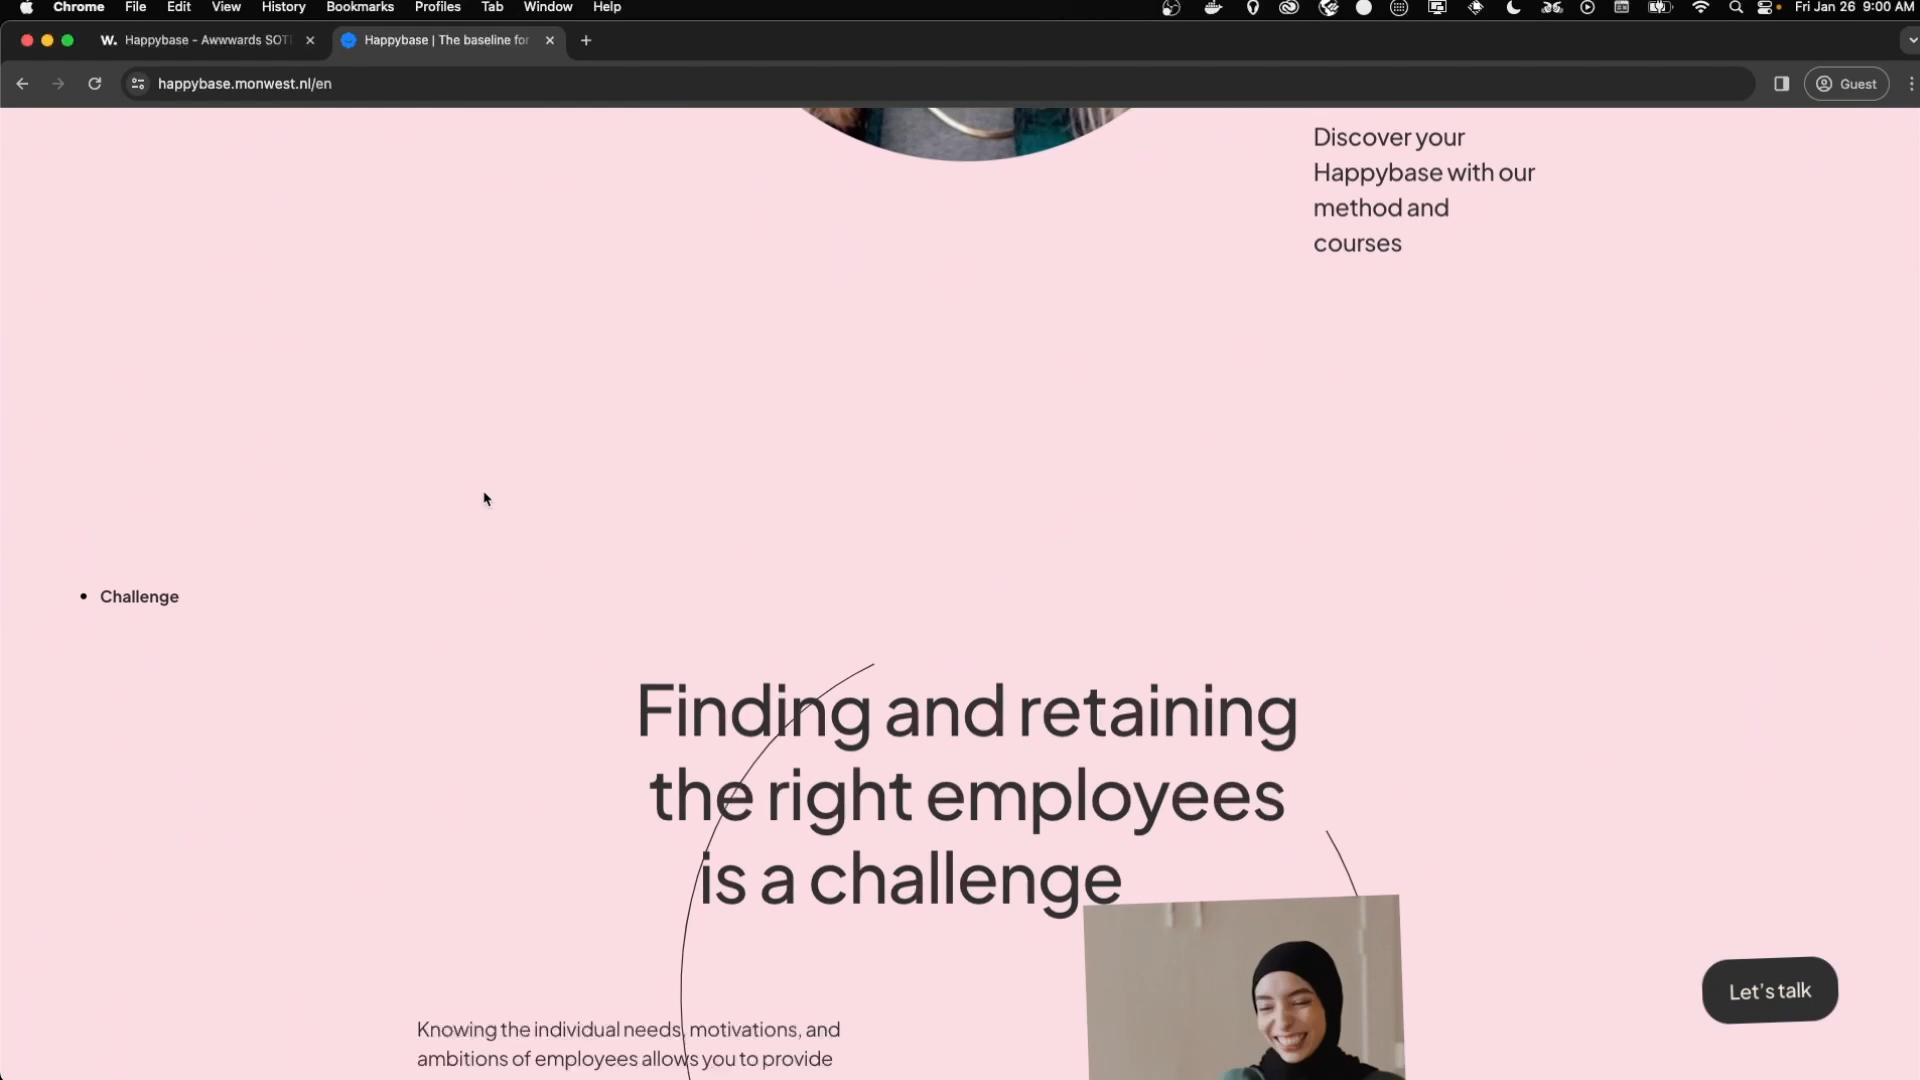 Chrome File Edit View History Bookmarks Profiles Tab Window Help Fri Jan 26 9:00 AM
W. Happybase - Awwwards SOT
Happybase | The baseline for
happybase.monwest.nl/en
Guest
Discover your
Happybase with our
method and
courses
• Challenge
Finding and retaining
the right employees
is a challenge
Let's talk
Knowing the individual needs, motivations, and
ambitions of employees allows you to provide